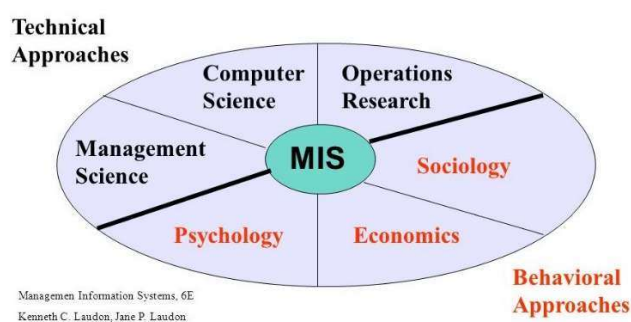 Technical
Approaches
Computer
Science
Operations
Research
Management
Science
MIS
Sociology
Psychology
Economics
Behavioral
Approaches
Managemen Information Systems, 6E
Kenneth C. Laudon, Jane P. Laudon